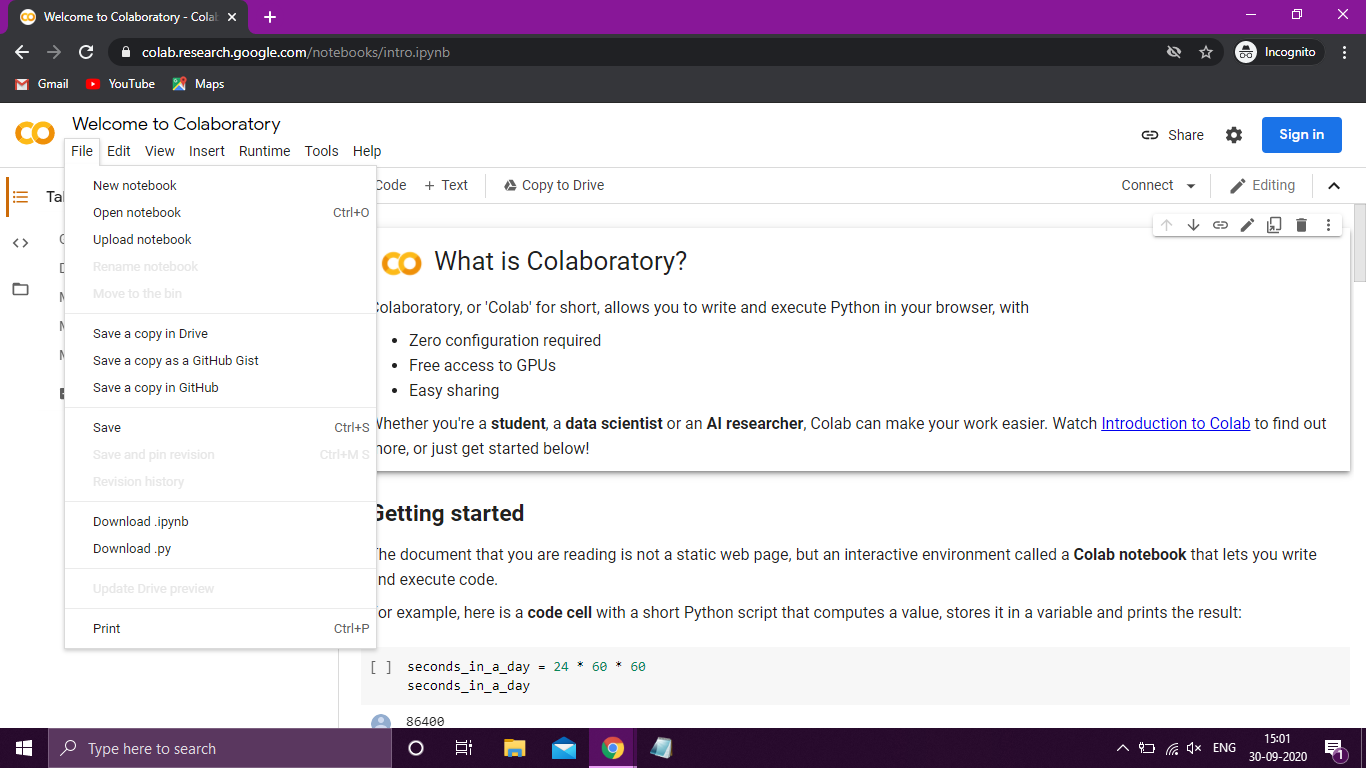 Welcome to Colaboratory - Cola
colab.research.google.com/notebooks/intro.ipynb
Incognito
Gmail YouTube Maps
Welcome to Colaboratory
Share
Sign in
File Edit View Insert Runtime Tools Help
Code + Text Copy to Drive
Connect Editing
New notebook
Open notebook Ctrl+O
Upload notebook
Rename notebook
Move to the bin
Save a copy in Drive
Save a copy as a GitHub Gist
Save a copy in GitHub
Save Ctrl+S
Save and pin revision Ctrl+M S
Revision history
Download .ipynb
Download .py
Update Drive preview
Print Ctrl+P
What is Colaboratory?
Colaboratory, or 'Colab' for short, allows you to write and execute Python in your browser, with
• Zero configuration required
• Free access to GPUs
• Easy sharing
Whether you're a student, a data scientist or an AI researcher, Colab can make your work easier. Watch Introduction to Colab to find out
more, or just get started below!
Getting started
The document that you are reading is not a static web page, but an interactive environment called a Colab notebook that lets you write
and execute code.
For example, here is a code cell with a short Python script that computes a value, stores it in a variable and prints the result:
[ ] seconds_in_a_day = 24 * 60 * 60
seconds_in_a_day
86400
Type here to search
ENG
15:01
30-09-2020
1